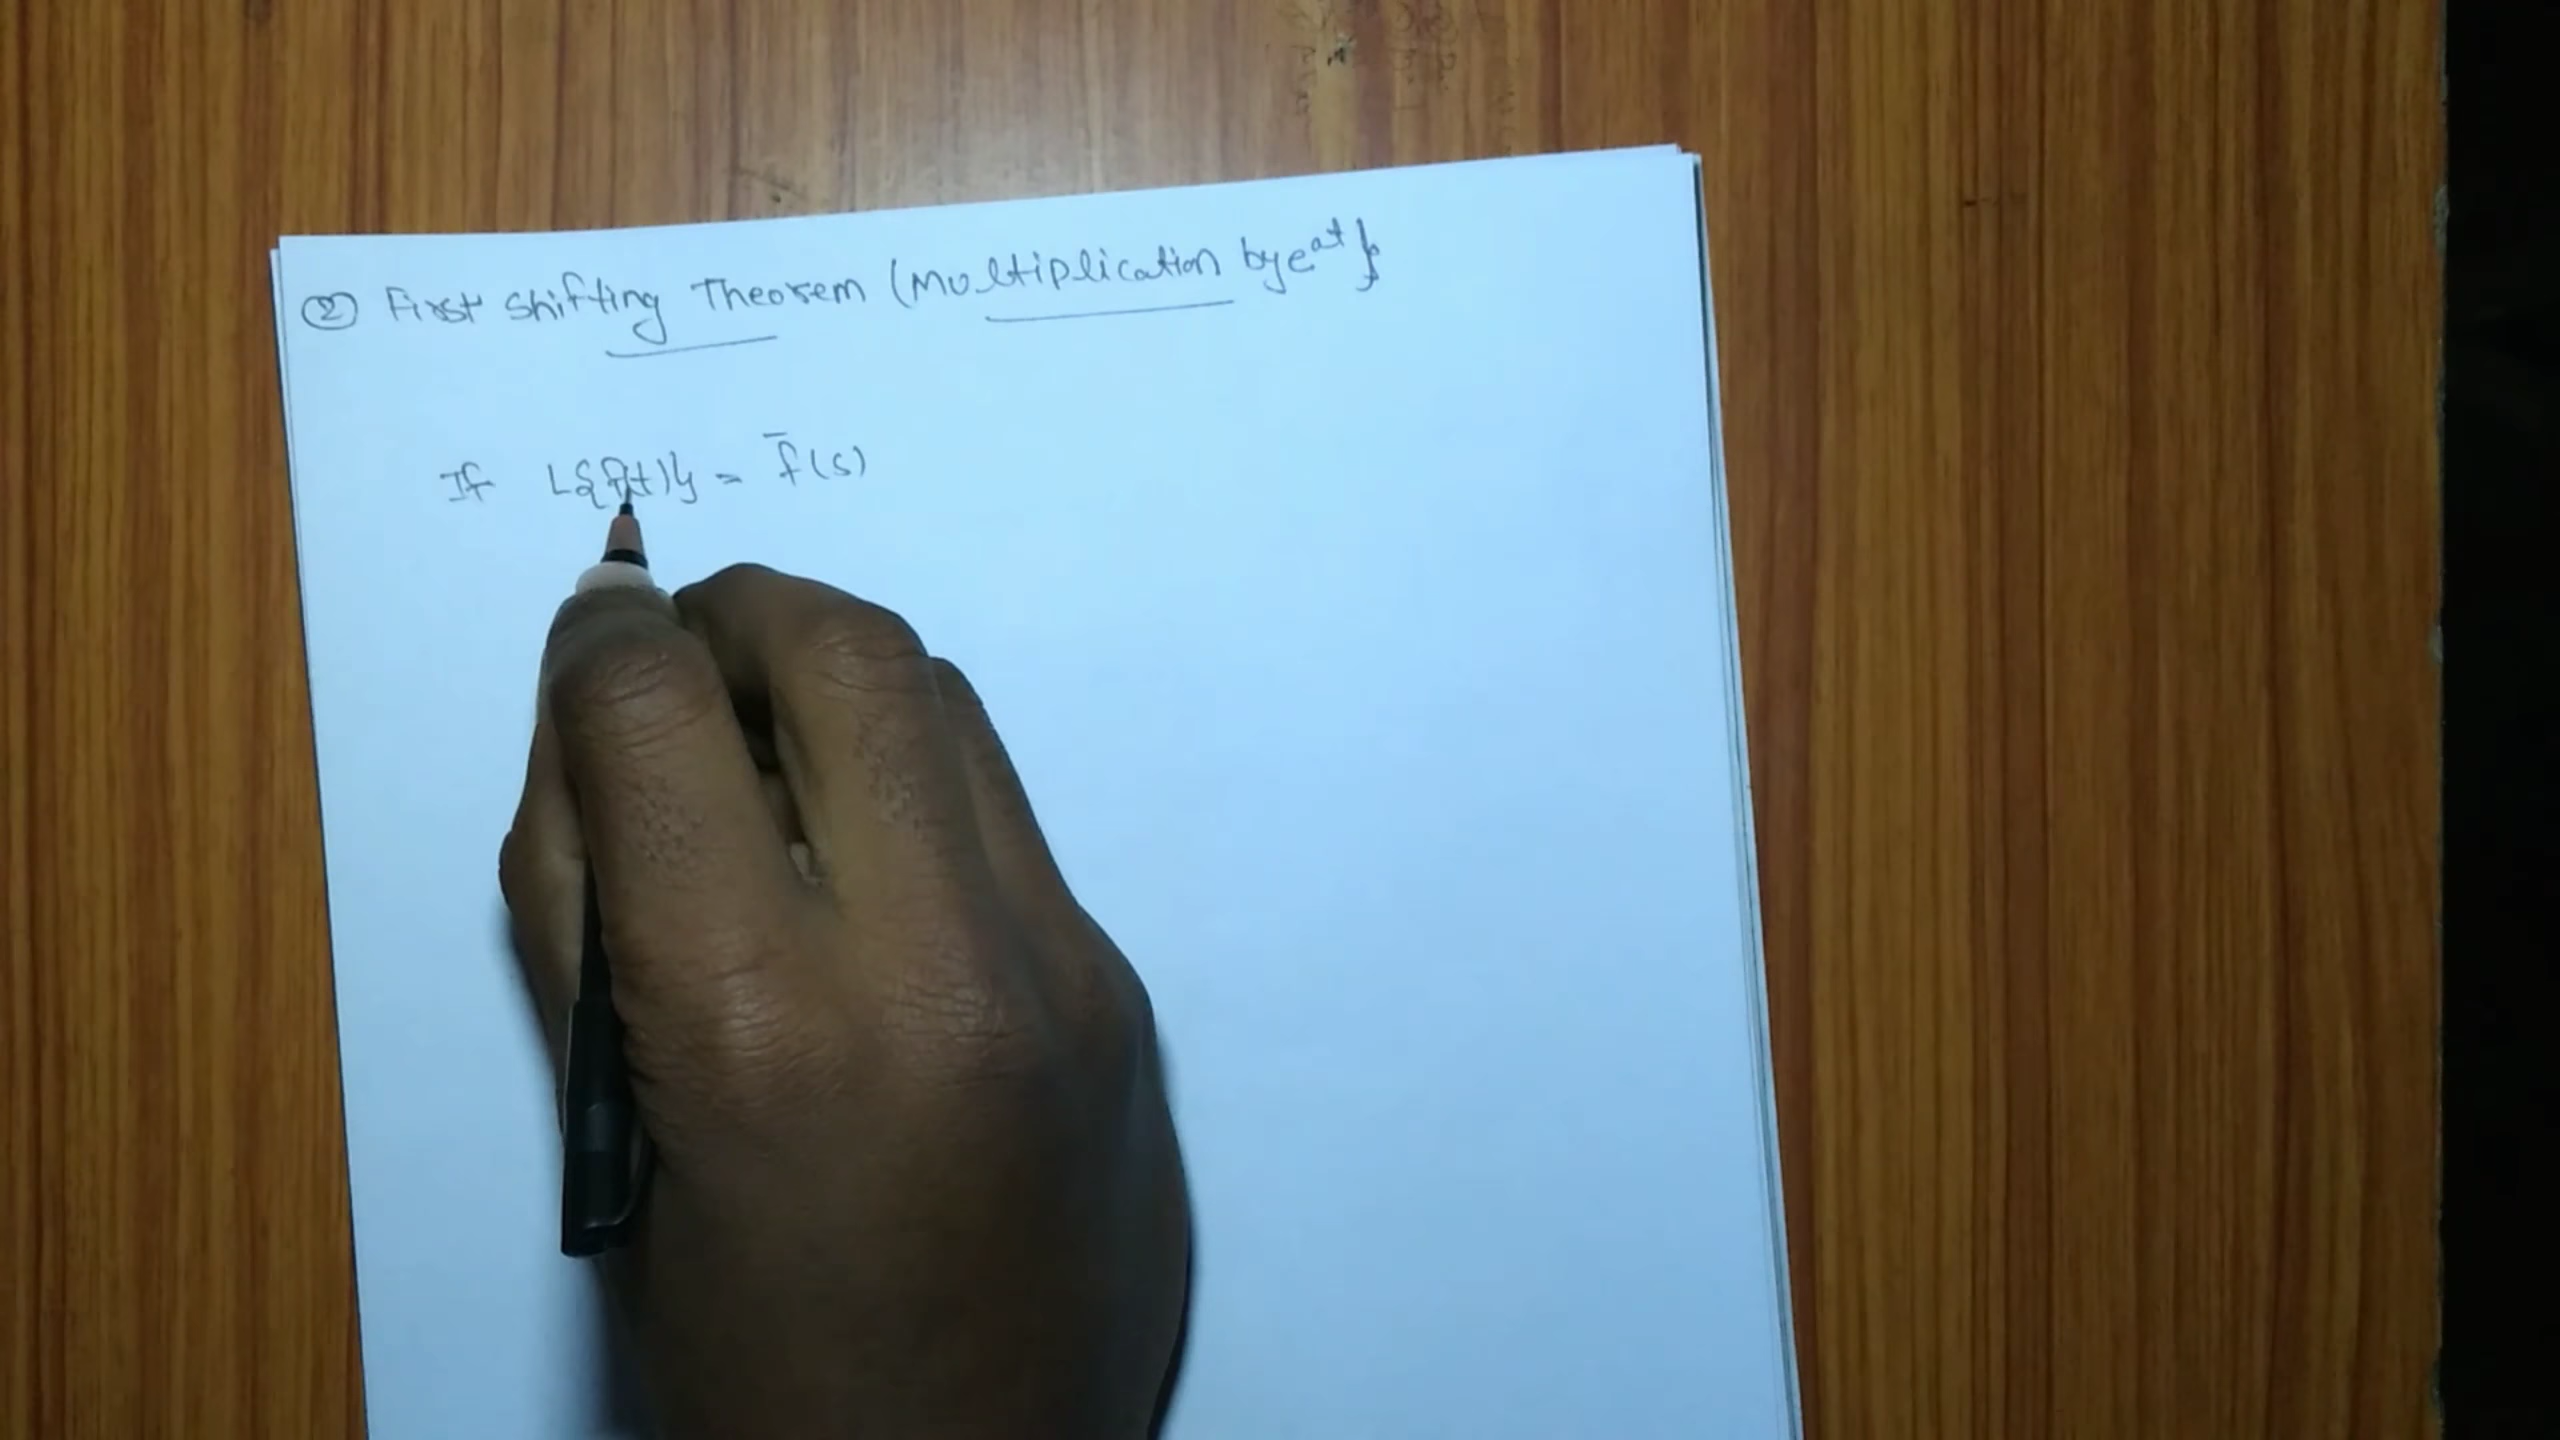 ② First Shifting Theorem (Multiplication by e^{at}}
If L{f(t)} = f̄(s)